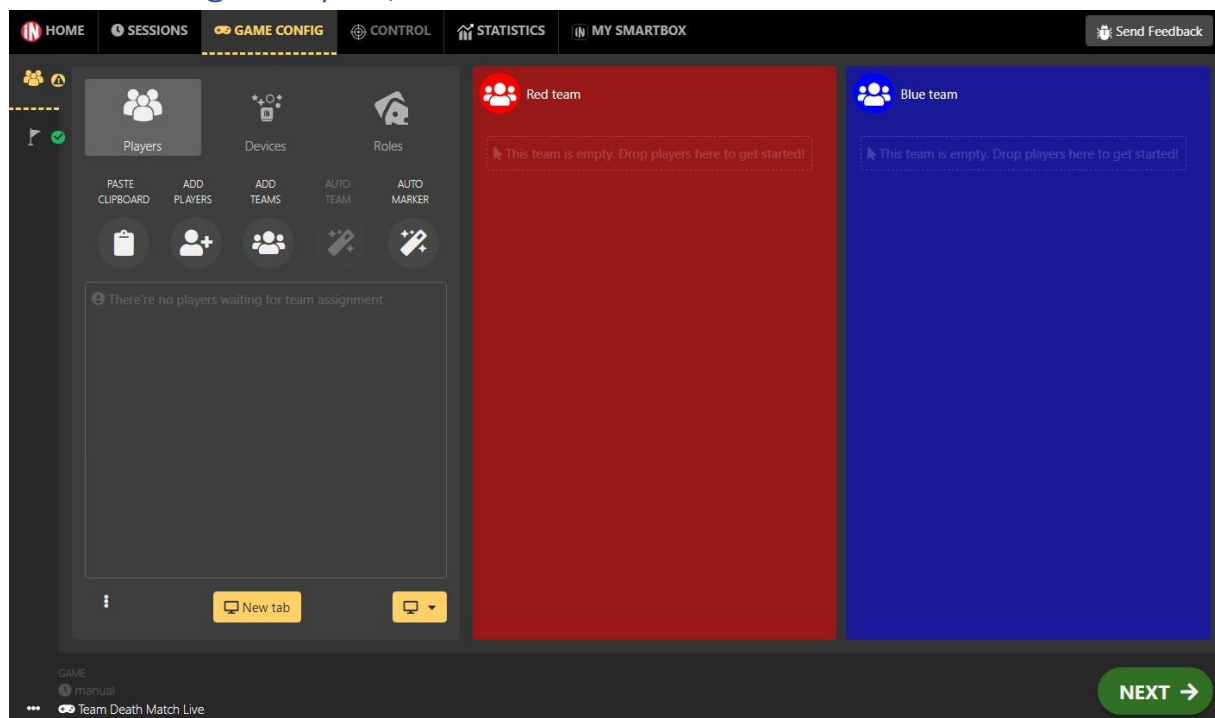 HOME SESSIONS GAME CONFIG CONTROL STATISTICS MY SMARTBOX Send Feedback
Players Devices Roles
PASTE CLIPBOARD ADD PLAYERS ADD TEAMS AUTO TEAM AUTO MARKER
There're no players waiting for team assignment
New tab
Red team
This team is empty. Drop players here to get started!
Blue team
This team is empty. Drop players here to get started!
GAME
manual
Team Death Match Live
NEXT